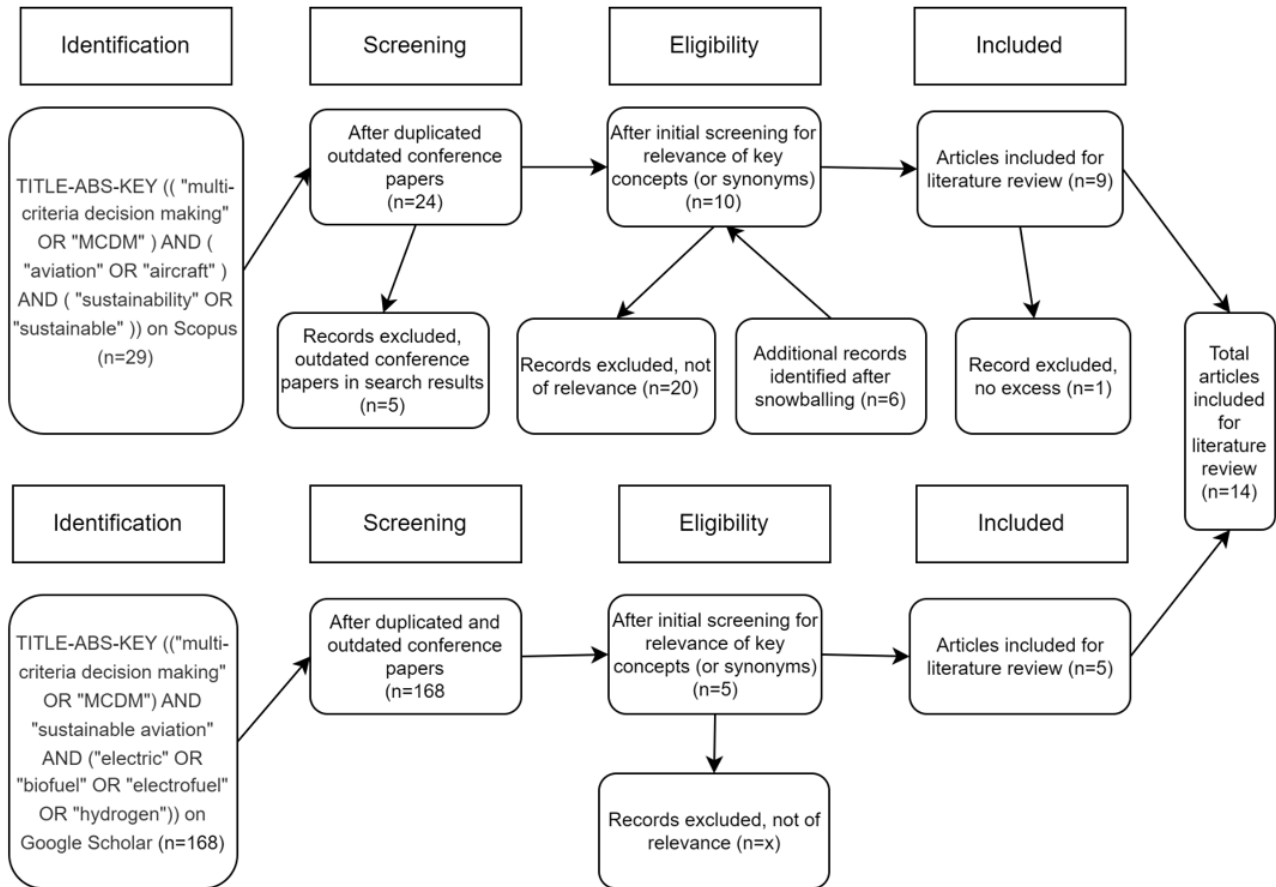 Identification
Screening
Eligibility
Included
TITLE-ABS-KEY (( "multi-
criteria decision making"
OR "MCDM" ) AND (
"aviation" OR "aircraft" )
AND ( "sustainability" OR
"sustainable" )) on Scopus
(n=29)
After duplicated
outdated conference
papers
(n=24)
After initial screening for
relevance of key
concepts (or synonyms)
(n=10)
Articles included for
literature review (n=9)
Records excluded,
outdated conference
papers in search results
(n=5)
Records excluded, not
of relevance (n=20)
Additional records
identified after
snowballing (n=6)
Record excluded,
no excess (n=1)
Total
articles
included
for
literature
review
(n=14)
Identification
Screening
Eligibility
Included
TITLE-ABS-KEY (("multi-
criteria decision making"
OR "MCDM") AND
"sustainable aviation"
AND ("electric" OR
"biofuel" OR "electrofuel"
OR "hydrogen")) on
Google Scholar (n=168)
After duplicated and
outdated conference
papers
(n=168
After initial screening for
relevance of key
concepts (or synonyms)
(n=5)
Articles included for
literature review (n=5)
Records excluded, not of
relevance (n=x)